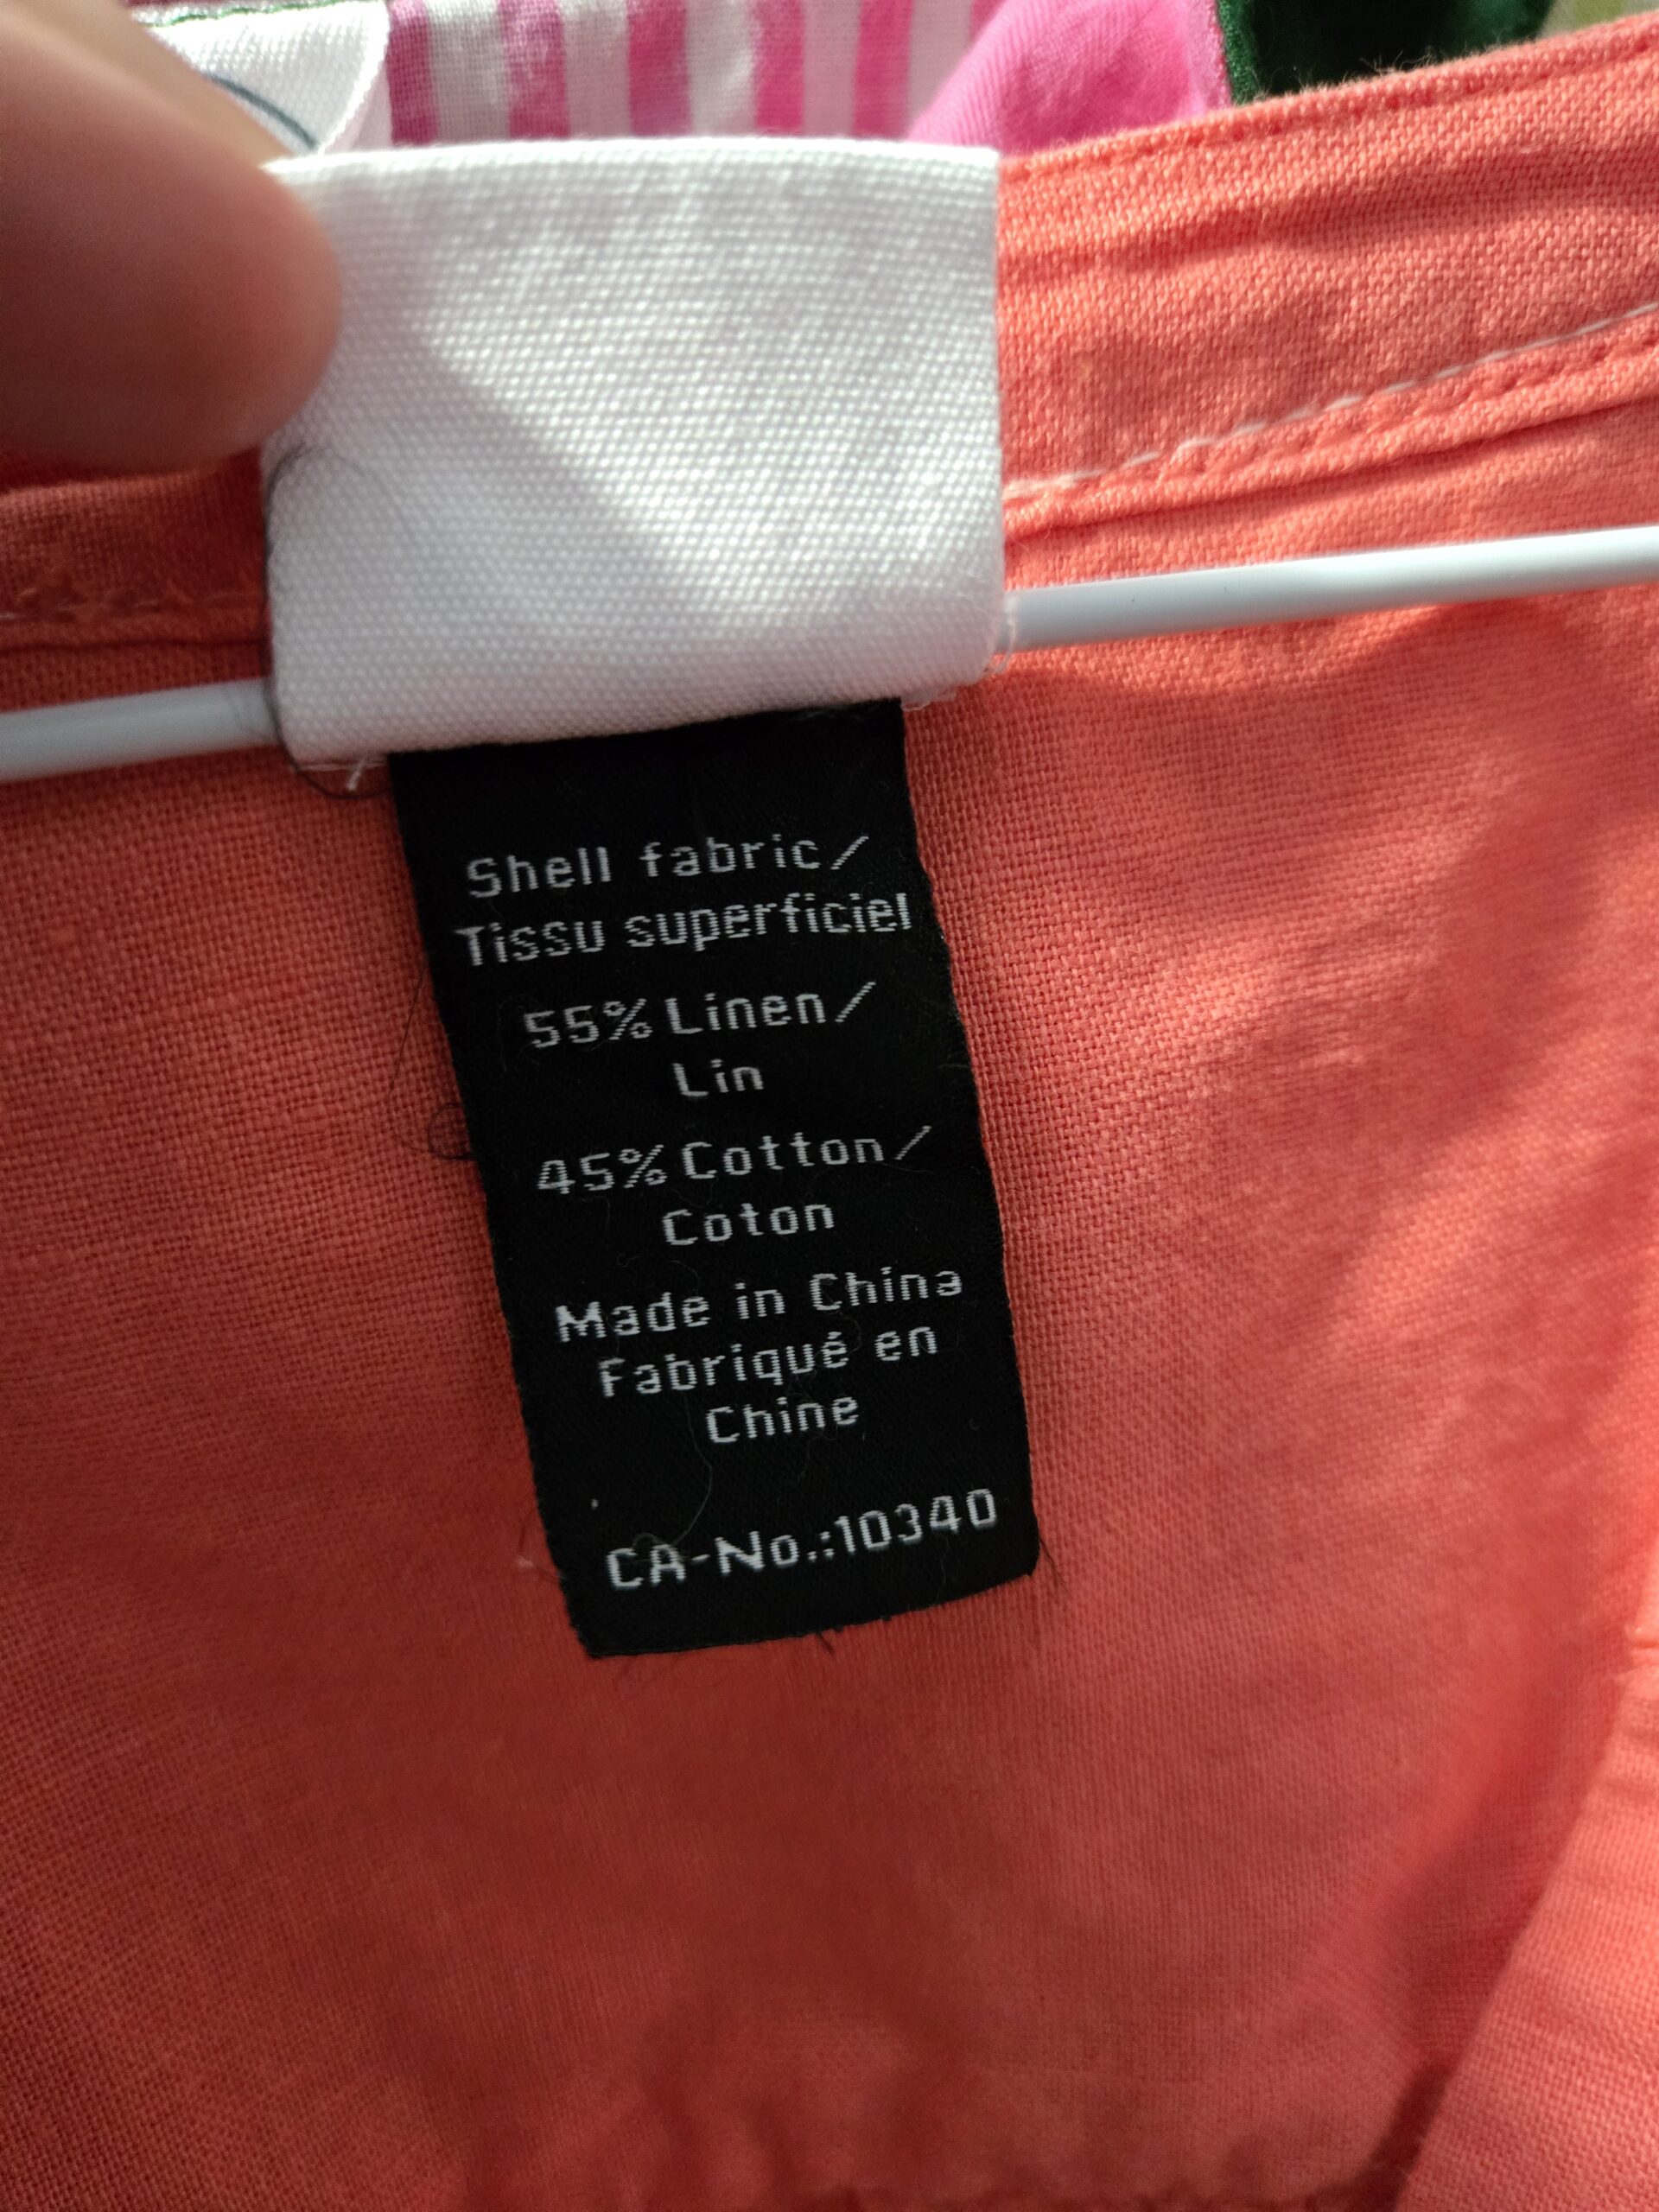 Shell fabric/
Tissu superficiel
55% Linen/
Lin
45% Cotton/
Coton
Made in China
Fabriqué en
Chine
CA-No.:10340